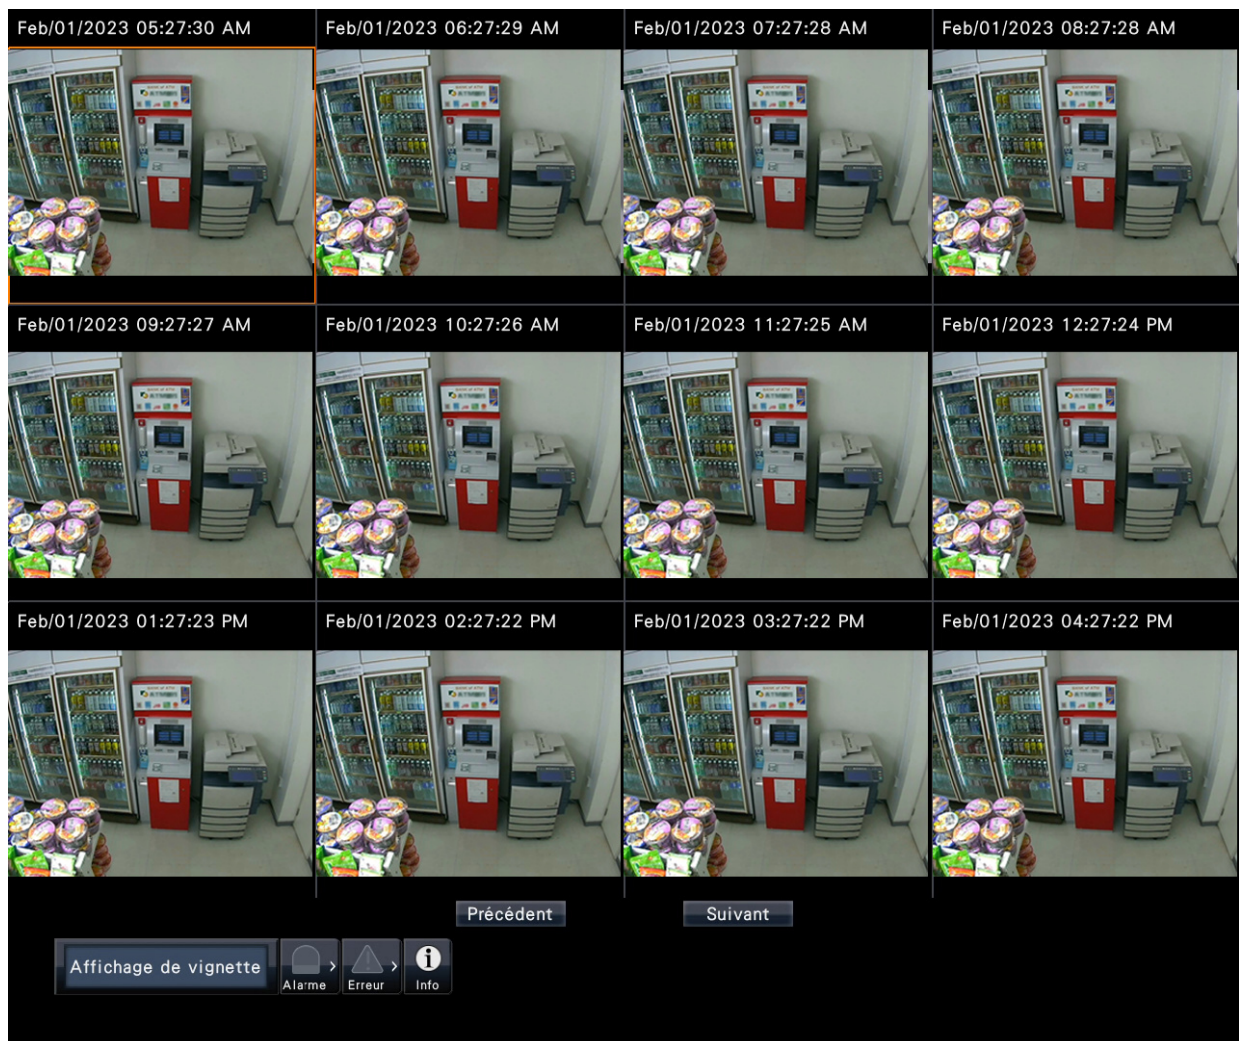 Feb/01/2023 05:27:30 AM
Feb/01/2023 06:27:29 AM
Feb/01/2023 07:27:28 AM
Feb/01/2023 08:27:28 AM
Feb/01/2023 09:27:27 AM
Feb/01/2023 10:27:26 AM
Feb/01/2023 11:27:25 AM
Feb/01/2023 12:27:24 PM
Feb/01/2023 01:27:23 PM
Feb/01/2023 02:27:22 PM
Feb/01/2023 03:27:22 PM
Feb/01/2023 04:27:22 PM
Précédent
Suivant
Affichage de vignette
Alarme
Erreur
Info